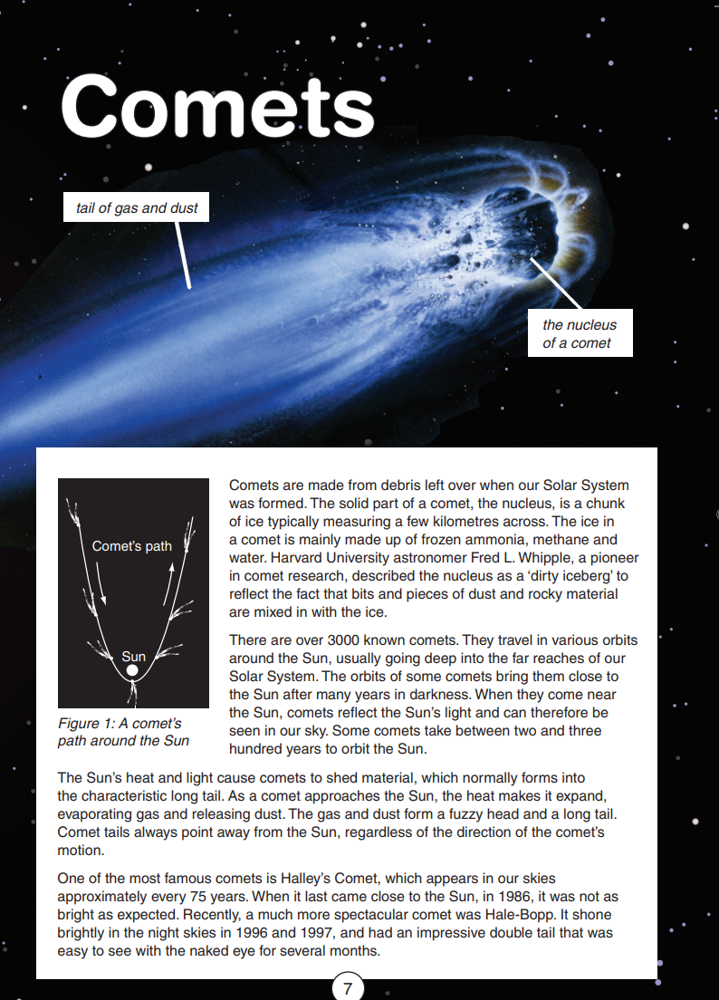 Comets
tail of gas and dust
the nucleus
of a comet
Comet's path
Sun
Figure 1: A comet's
path around the Sun
Comets are made from debris left over when our Solar System
was formed. The solid part of a comet, the nucleus, is a chunk
of ice typically measuring a few kilometres across. The ice in
a comet is mainly made up of frozen ammonia, methane and
water. Harvard University astronomer Fred L. Whipple, a pioneer
in comet research, described the nucleus as a ‘dirty iceberg’ to
reflect the fact that bits and pieces of dust and rocky material
are mixed in with the ice.
There are over 3000 known comets. They travel in various orbits
around the Sun, usually going deep into the far reaches of our
Solar System. The orbits of some comets bring them close to
the Sun after many years in darkness. When they come near
the Sun, comets reflect the Sun's light and can therefore be
seen in our sky. Some comets take between two and three
hundred years to orbit the Sun.
The Sun's heat and light cause comets to shed material, which normally forms into
the characteristic long tail. As a comet approaches the Sun, the heat makes it expand,
evaporating gas and releasing dust. The gas and dust form a fuzzy head and a long tail.
Comet tails always point away from the Sun, regardless of the direction of the comet's
motion.
One of the most famous comets is Halley's Comet, which appears in our skies
approximately every 75 years. When it last came close to the Sun, in 1986, it was not as
bright as expected. Recently, a much more spectacular comet was Hale-Bopp. It shone
brightly in the night skies in 1996 and 1997, and had an impressive double tail that was
easy to see with the naked eye for several months.
7